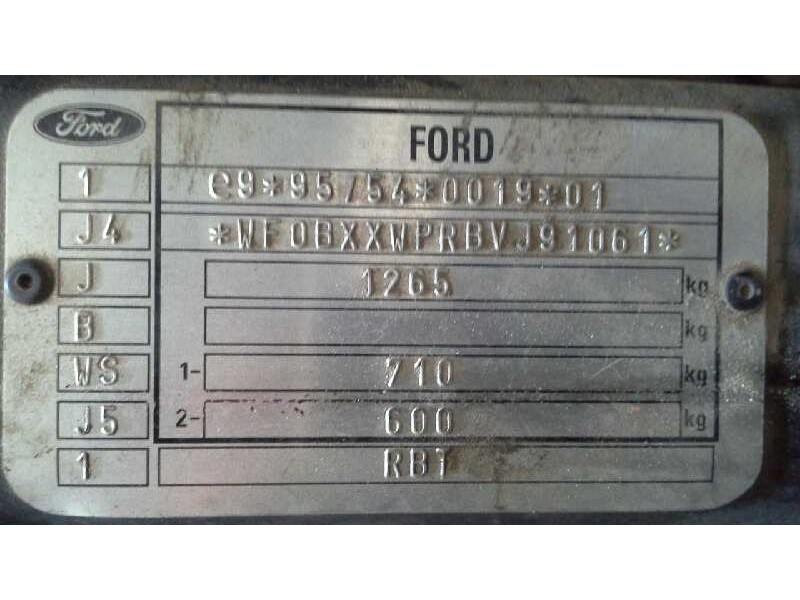 Ford FORD
1 e9*95/54*0019*01
J4 *WF0BXXWPRBVJ91061*
J 1265 kg
B kg
WS 1- 710 kg
J5 2- 600 kg
1 RBT